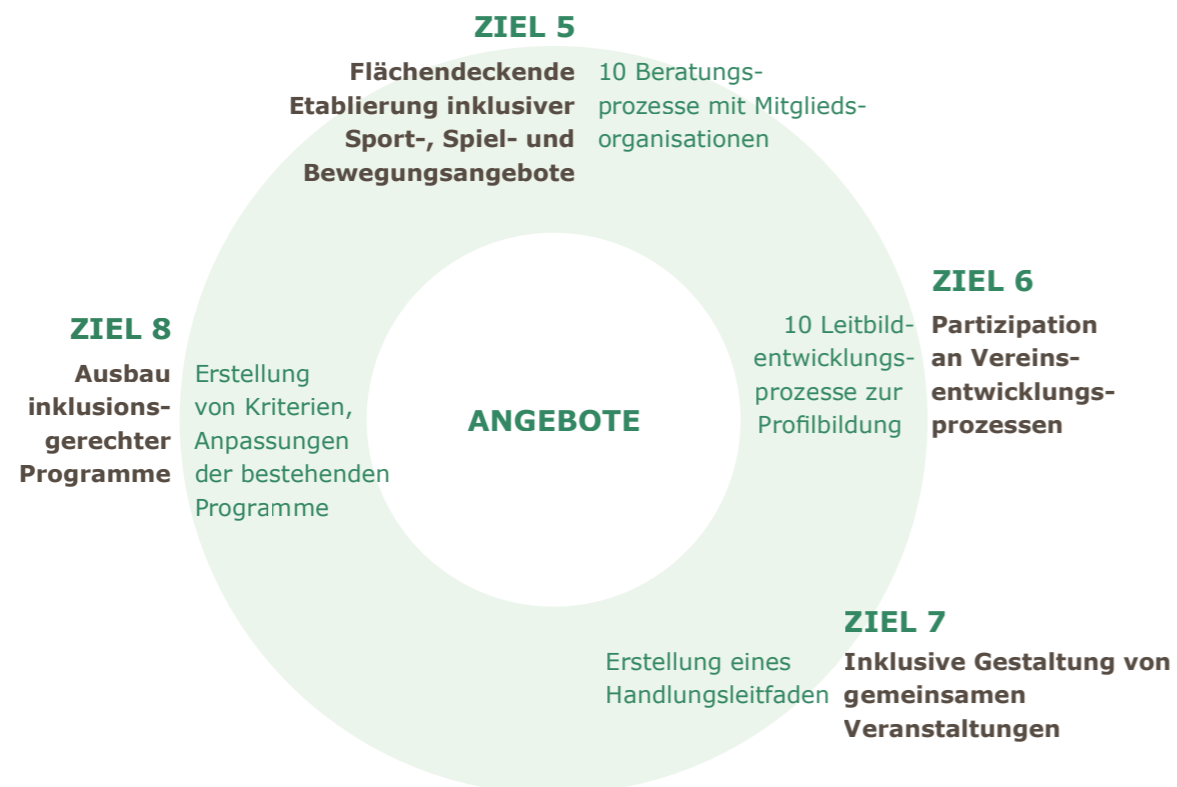 ZIEL 5
Flächendeckende
Etablierung inklusiver
Sport-, Spiel- und
Bewegungsangebote
10 Beratungs-
prozesse mit Mitglieds-
organisationen
ZIEL 6
10 Leitbild-
entwicklungs-
prozesse zur
Profilbildung
Partizipation
an Vereins-
entwicklungs-
prozessen
ZIEL 8
Ausbau
inklusions-
gerechter
Programme
Erstellung
von Kriterien,
Anpassungen
der bestehenden
Programme
ANGEBOTE
ZIEL 7
Erstellung eines
Handlungsleitfaden
Inklusive Gestaltung von
gemeinsamen
Veranstaltungen